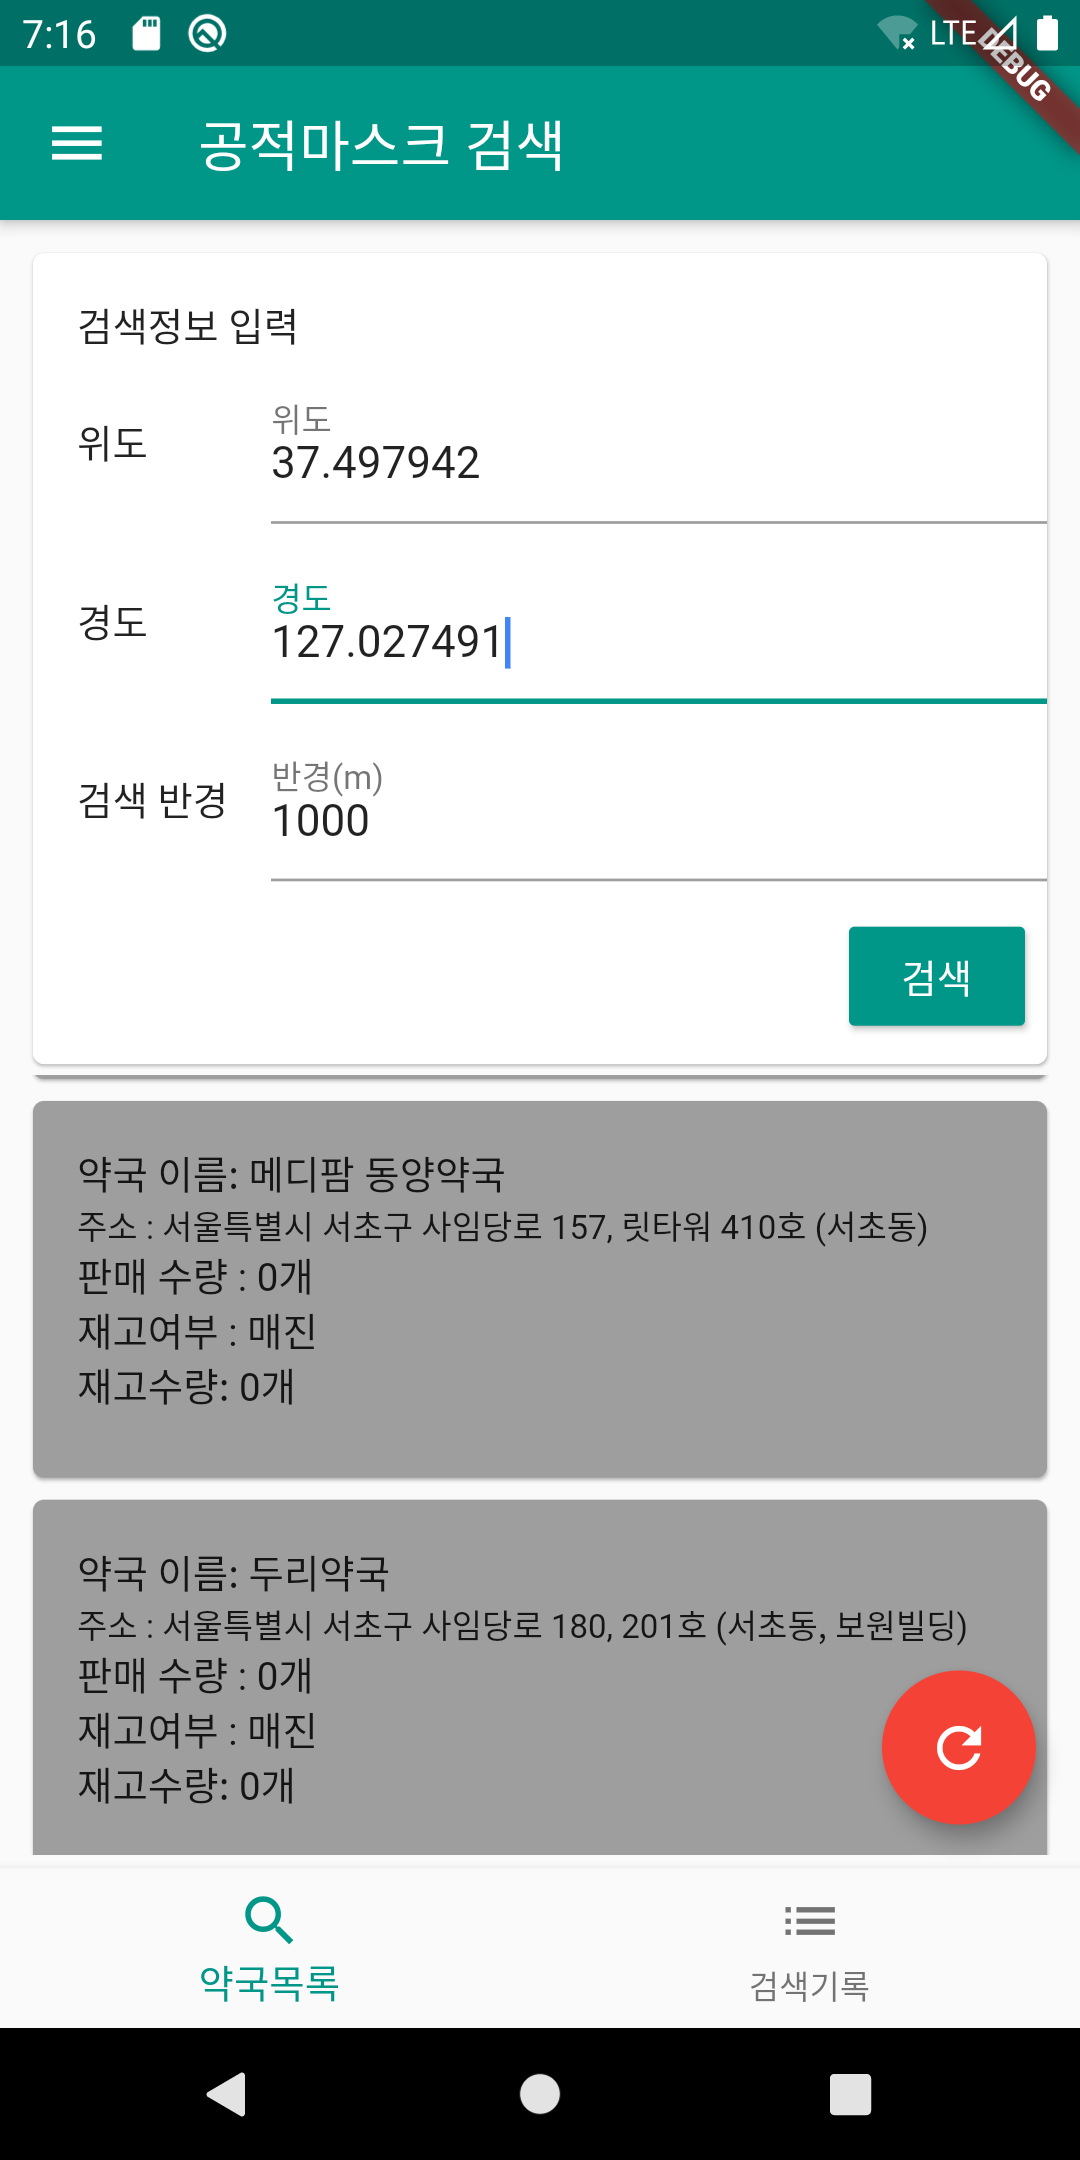 7:16
LTE
DEBUG
공적마스크 검색
검색정보 입력
위도
위도
37.497942
경도
경도
127.027491
검색 반경
반경(m)
1000
검색
약국 이름: 메디팜 동양약국
주소 : 서울특별시 서초구 사임당로 157, 릿타워 410호 (서초동)
판매 수량 : 0개
재고여부 : 매진
재고수량: 0개
약국 이름: 두리약국
주소 : 서울특별시 서초구 사임당로 180, 201호 (서초동, 보원빌딩)
판매 수량 : 0개
재고여부 : 매진
재고수량: 0개
약국목록
검색기록